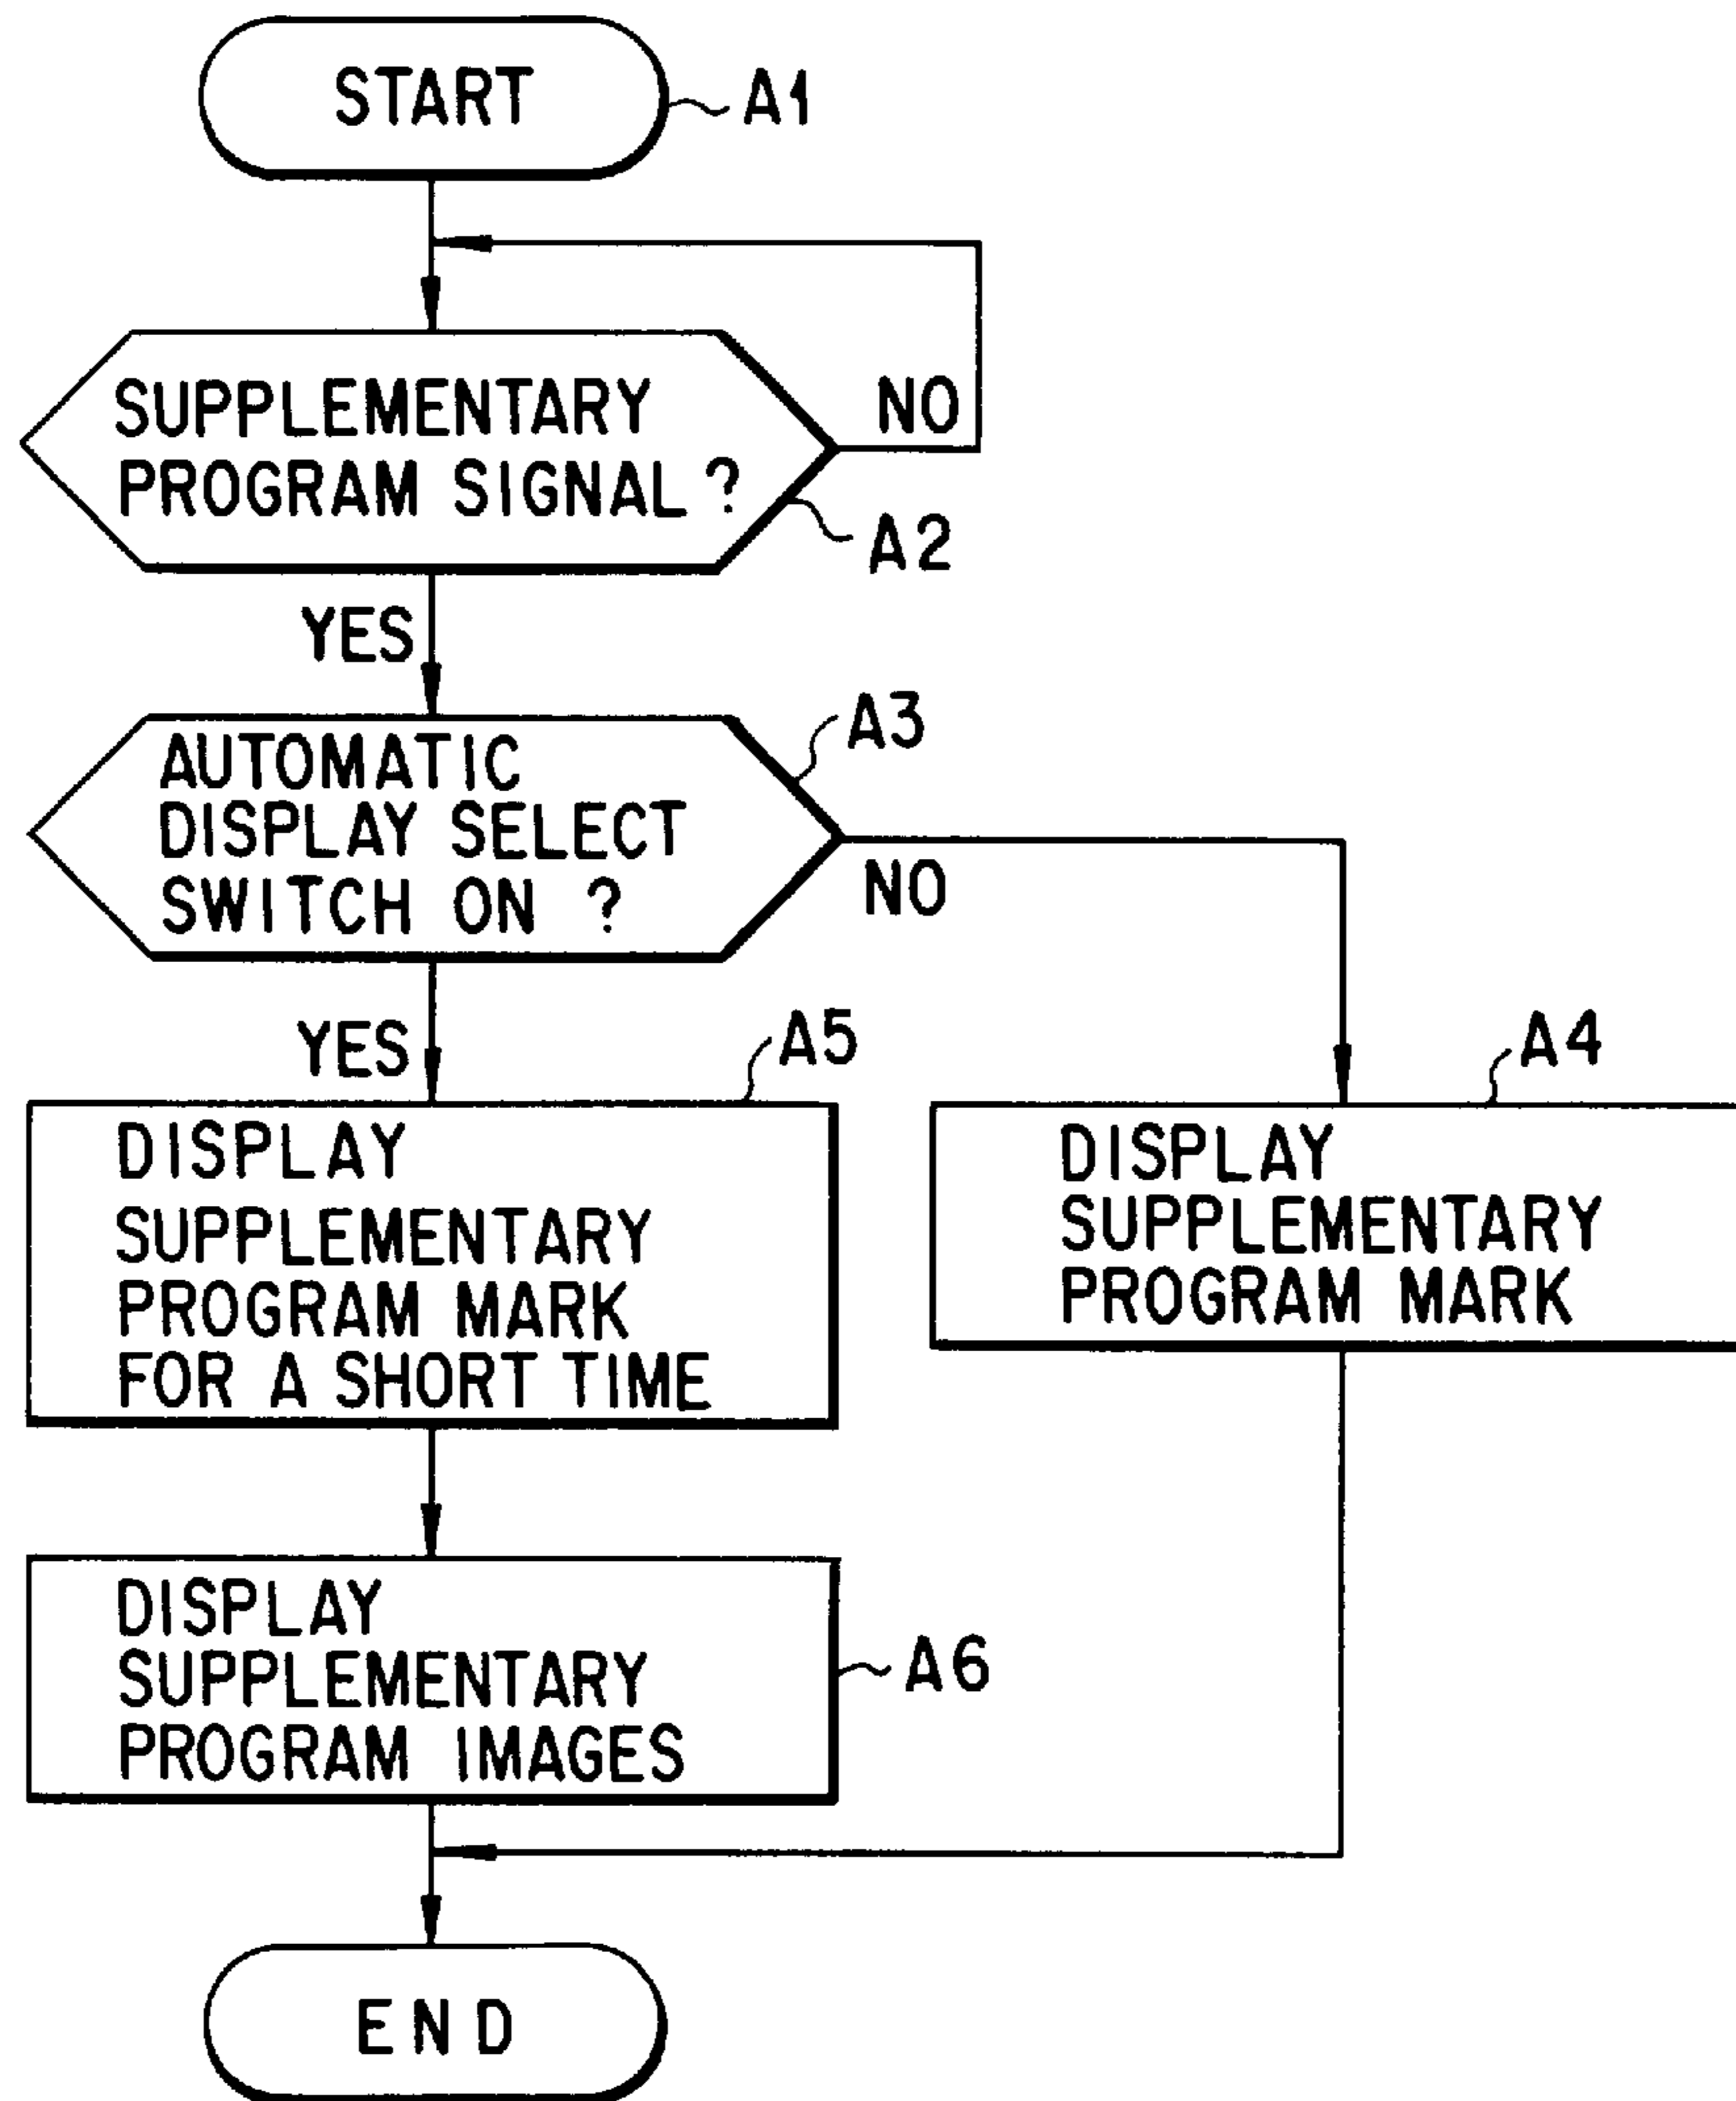 START
A1
SUPPLEMENTARY
PROGRAM SIGNAL ?
NO
A2
YES
AUTOMATIC
DISPLAY SELECT
SWITCH ON ?
A3
NO
YES
A5
DISPLAY
SUPPLEMENTARY
PROGRAM MARK
FOR A SHORT TIME
A4
DISPLAY
SUPPLEMENTARY
PROGRAM MARK
DISPLAY
SUPPLEMENTARY
PROGRAM IMAGES
A6
END